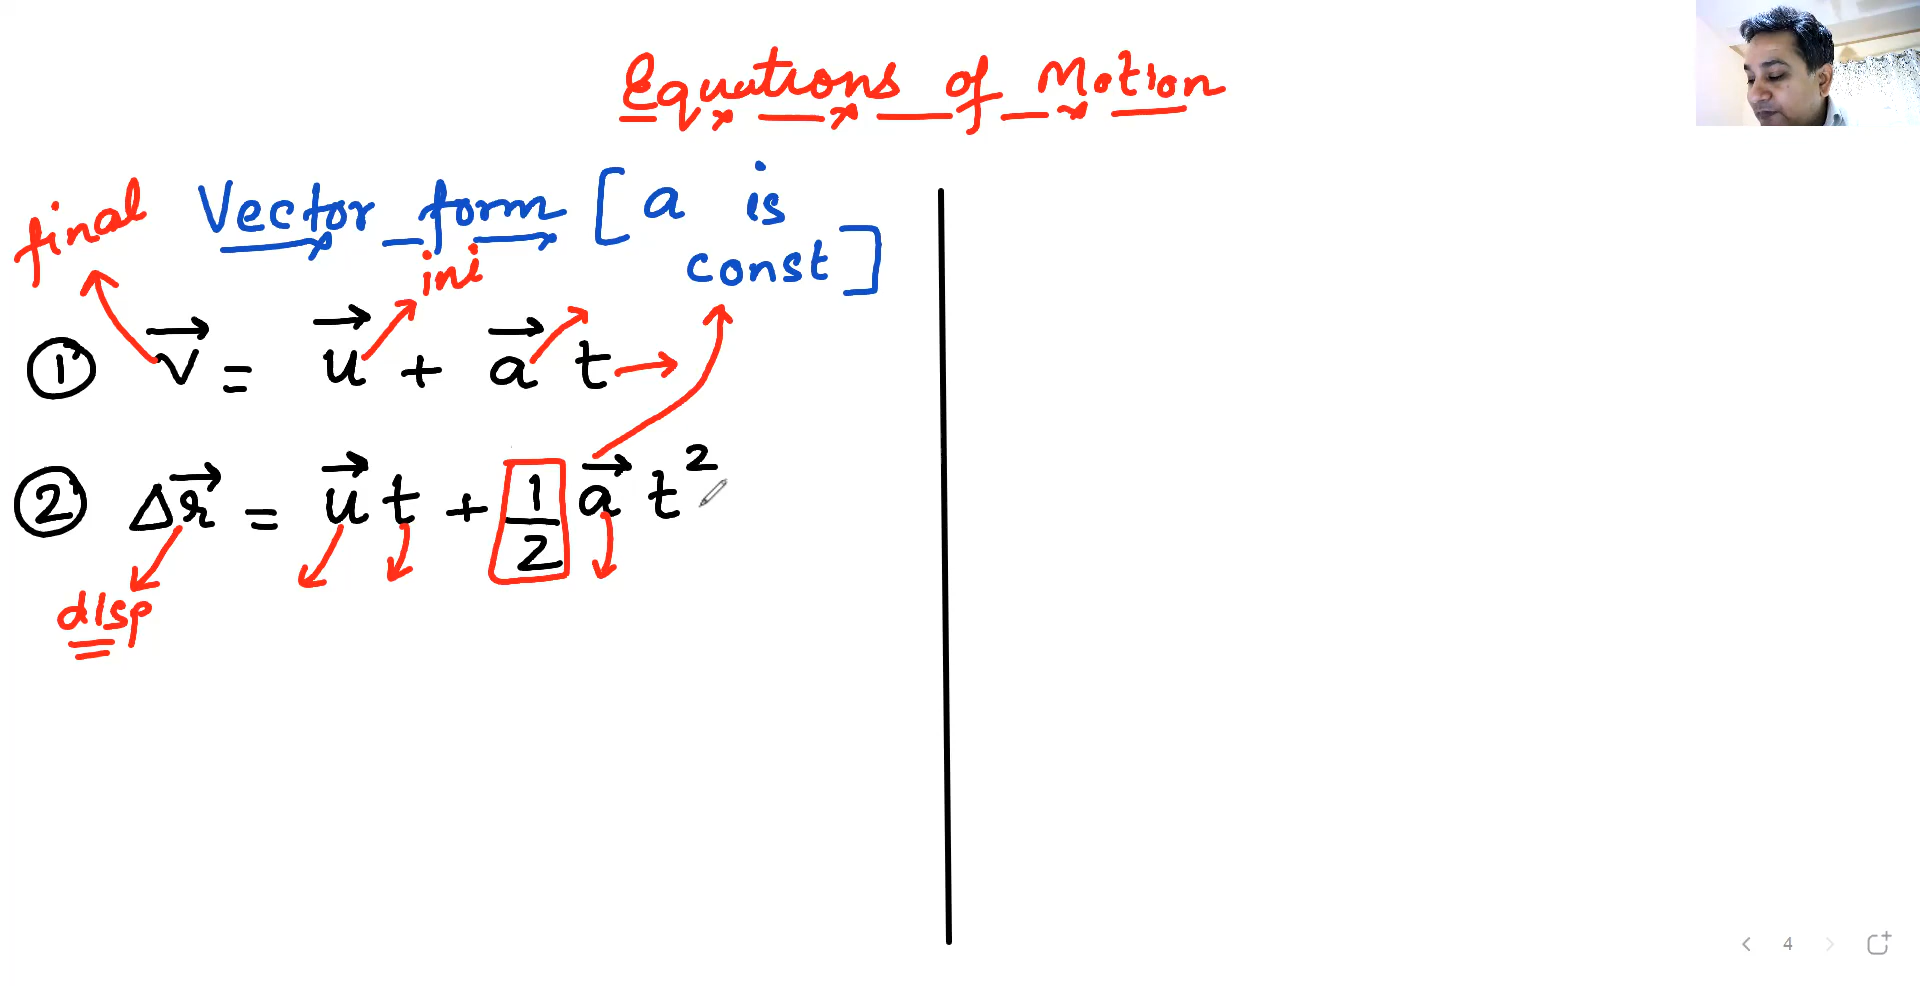 Equations of Motion
final Vector form [ a is
const ]
ini
① v⃗ = u⃗ + a⃗ t
② Δr⃗ = u⃗ t + 1/2 a⃗ t²
disp
4